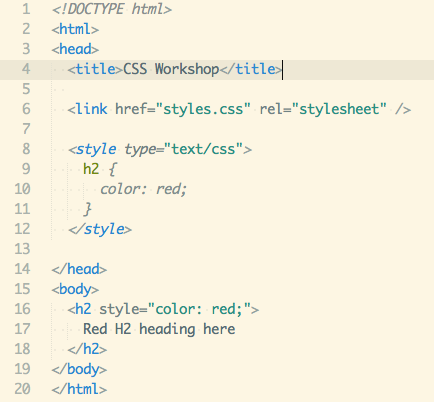 1 <!DOCTYPE html>
2 <html>
3 <head>
4   <title>CSS Workshop</title>
5
6   <link href="styles.css" rel="stylesheet" />
7
8   <style type="text/css">
9     h2 {
10       color: red;
11     }
12   </style>
13
14 </head>
15 <body>
16   <h2 style="color: red;">
17     Red H2 heading here
18   </h2>
19 </body>
20 </html>